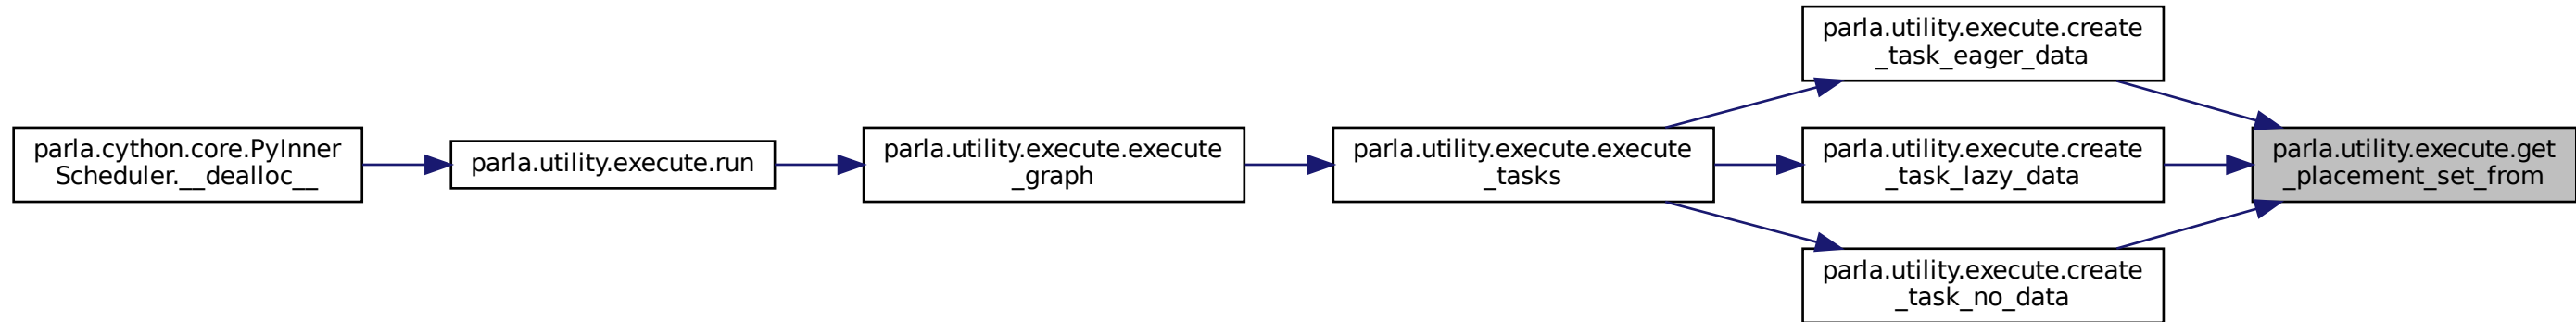 parla.cython.core.PyInner
Scheduler.__dealloc__
parla.utility.execute.run
parla.utility.execute.execute
_graph
parla.utility.execute.execute
_tasks
parla.utility.execute.create
_task_eager_data
parla.utility.execute.create
_task_lazy_data
parla.utility.execute.create
_task_no_data
parla.utility.execute.get
_placement_set_from